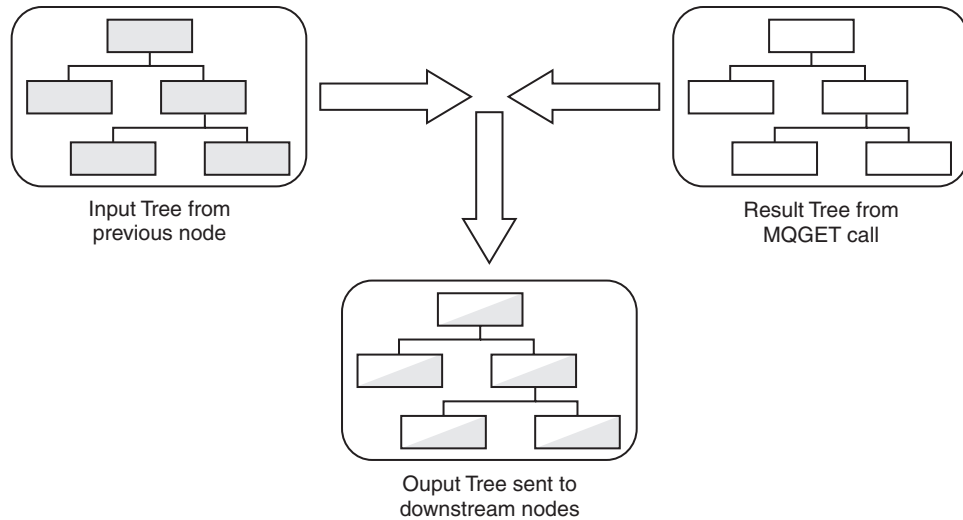 Input Tree from
previous node
Result Tree from
MQGET call
Ouput Tree sent to
downstream nodes